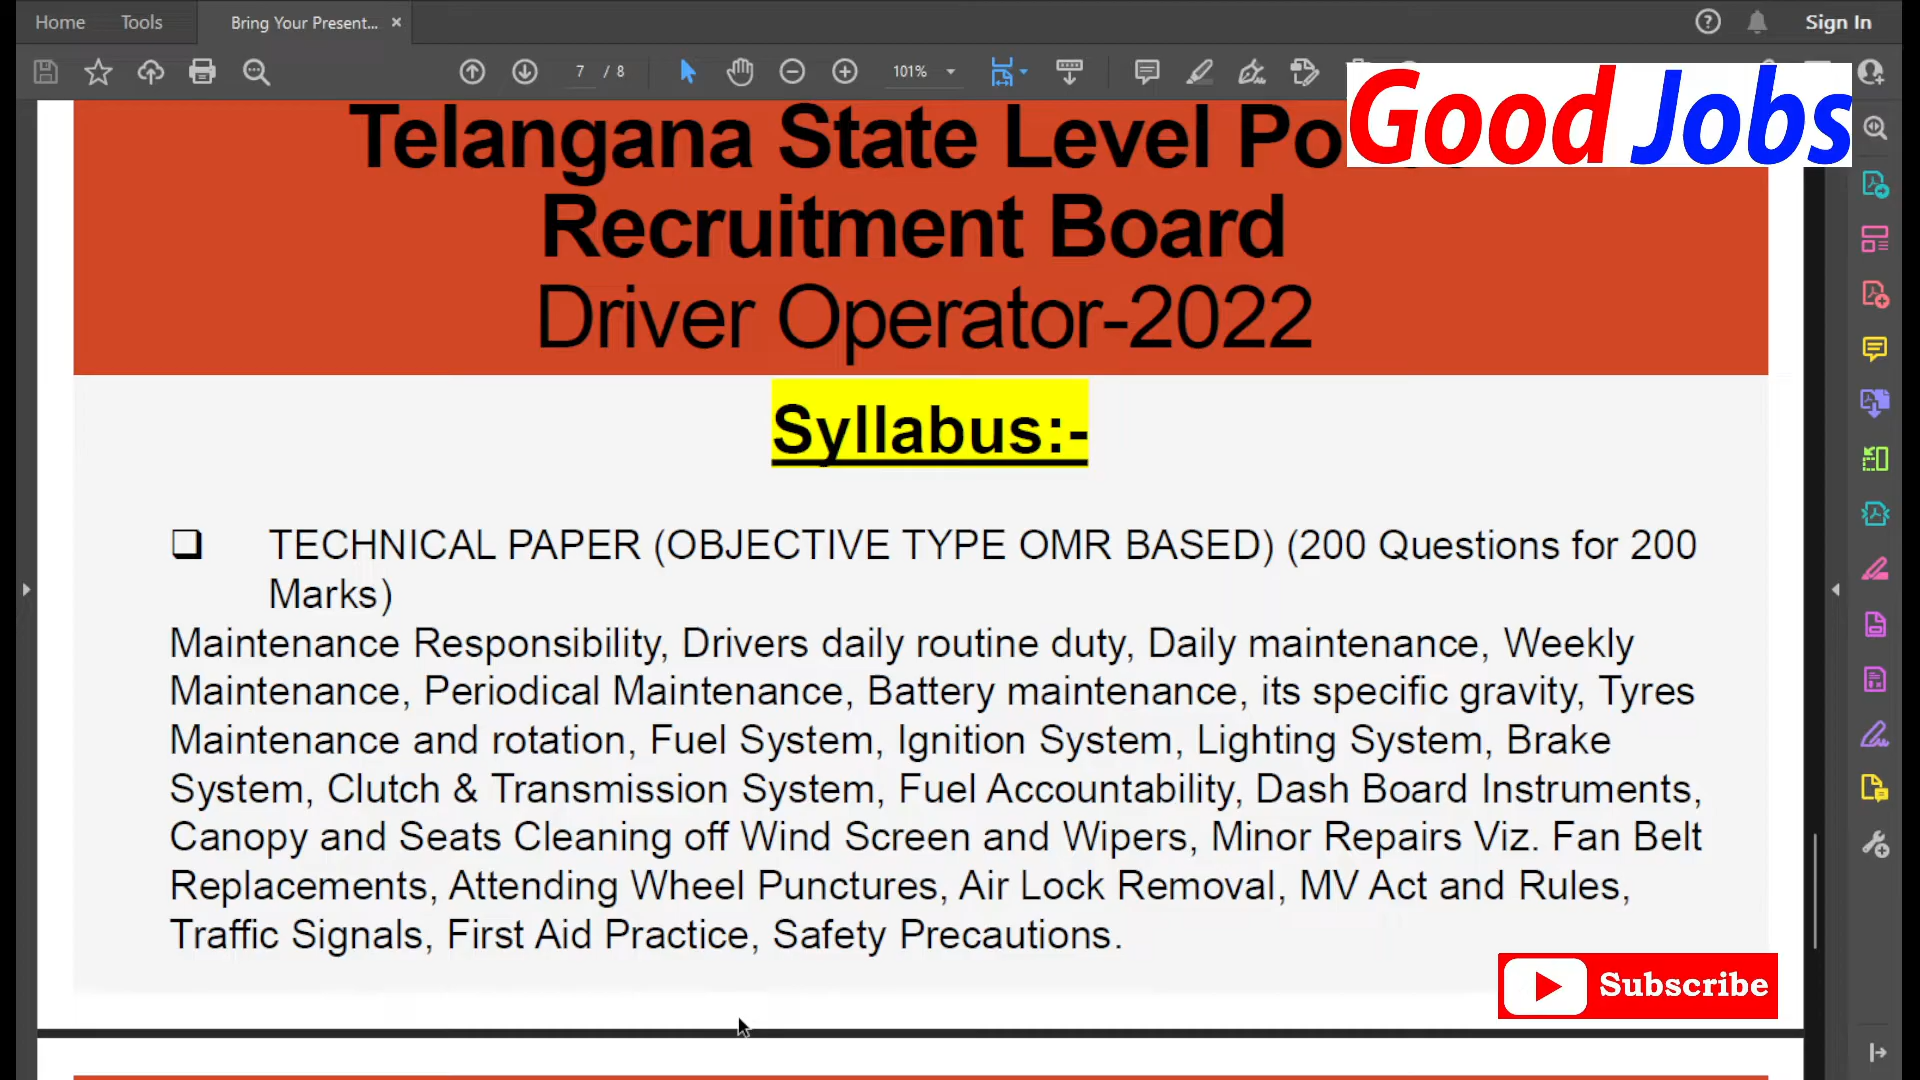 Home Tools Bring Your Present... × Sign In
7 / 8 101%
Good Jobs
Telangana State Level Po
Recruitment Board
Driver Operator-2022
Syllabus:-
❑ TECHNICAL PAPER (OBJECTIVE TYPE OMR BASED) (200 Questions for 200
Marks)
Maintenance Responsibility, Drivers daily routine duty, Daily maintenance, Weekly
Maintenance, Periodical Maintenance, Battery maintenance, its specific gravity, Tyres
Maintenance and rotation, Fuel System, Ignition System, Lighting System, Brake
System, Clutch & Transmission System, Fuel Accountability, Dash Board Instruments,
Canopy and Seats Cleaning off Wind Screen and Wipers, Minor Repairs Viz. Fan Belt
Replacements, Attending Wheel Punctures, Air Lock Removal, MV Act and Rules,
Traffic Signals, First Aid Practice, Safety Precautions.
Subscribe